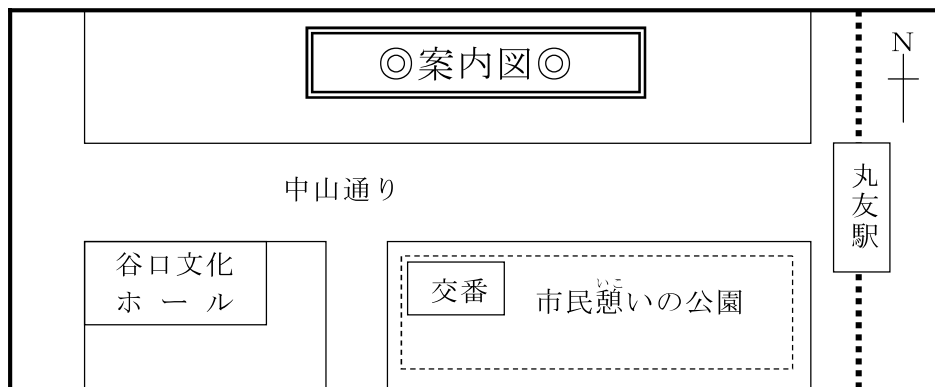 ◎案内図◎
N
丸友駅
中山通り
谷口文化
ホール
交番
いこ
市民憩いの公園